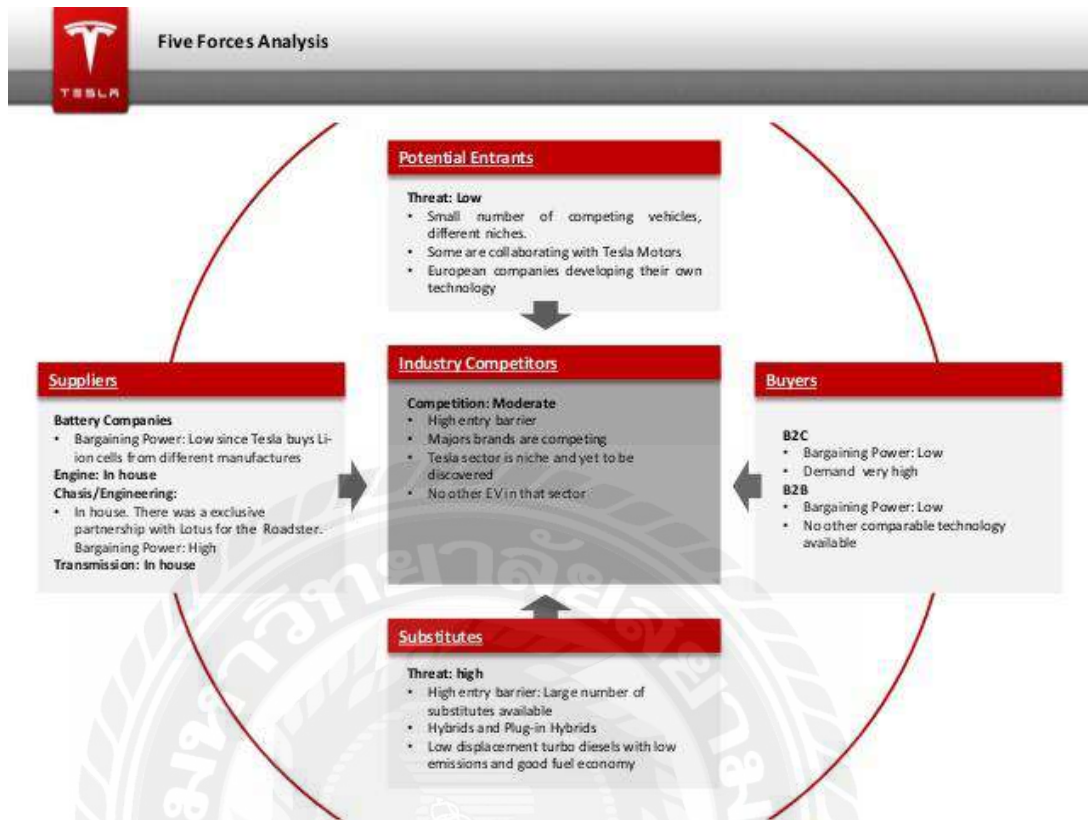 TESLA
Five Forces Analysis
Potential Entrants
Threat: Low
• Small number of competing vehicles,
different niches.
• Some are collaborating with Tesla Motors
• European companies developing their own
technology
Suppliers
Battery Companies
• Bargaining Power: Low since Tesla buys Li-
ion cells from different manufactures
Engine: In house
Chasis/Engineering:
• In house. There was a exclusive
partnership with Lotus for the Roadster.
Bargaining Power: High
Transmission: In house
Industry Competitors
Competition: Moderate
• High entry barrier
• Majors brands are competing
• Tesla sector is niche and yet to be
discovered
• No other EV in that sector
Buyers
B2C
• Bargaining Power: Low
• Demand very high
B2B
• Bargaining Power: Low
• No other comparable technology
available
Substitutes
Threat: high
• High entry barrier: Large number of
substitutes available
• Hybrids and Plug-in Hybrids
• Low displacement turbo diesels with low
emissions and good fuel economy